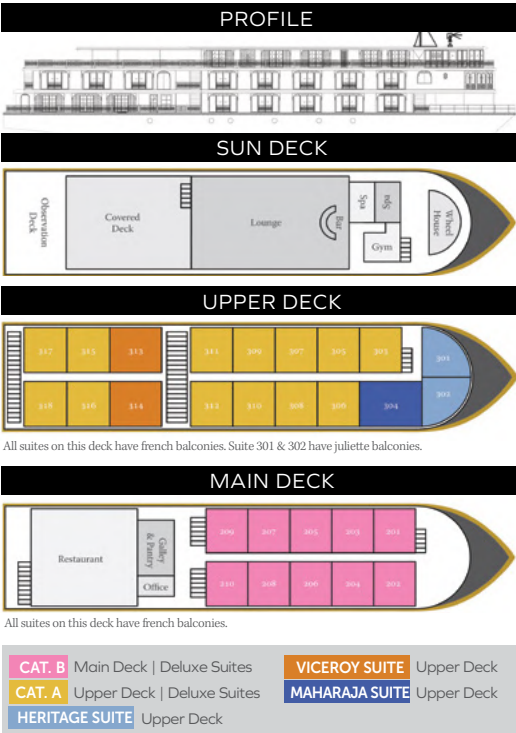 PROFILE
SUN DECK
Observation
Deck
Covered
Deck
Lounge
Bar
Spa
Spa
Gym
Wheel
House
UPPER DECK
317 315 313 311 309 307 305 303 301
318 316 314 312 310 308 306 304 302
All suites on this deck have french balconies. Suite 301 & 302 have juliette balconies.
MAIN DECK
Restaurant
Galley
& Pantry
Office
209 207 205 203 201
210 208 206 204 202
All suites on this deck have french balconies.
CAT. B Main Deck | Deluxe Suites
VICEROY SUITE Upper Deck
CAT. A Upper Deck | Deluxe Suites
MAHARAJA SUITE Upper Deck
HERITAGE SUITE Upper Deck